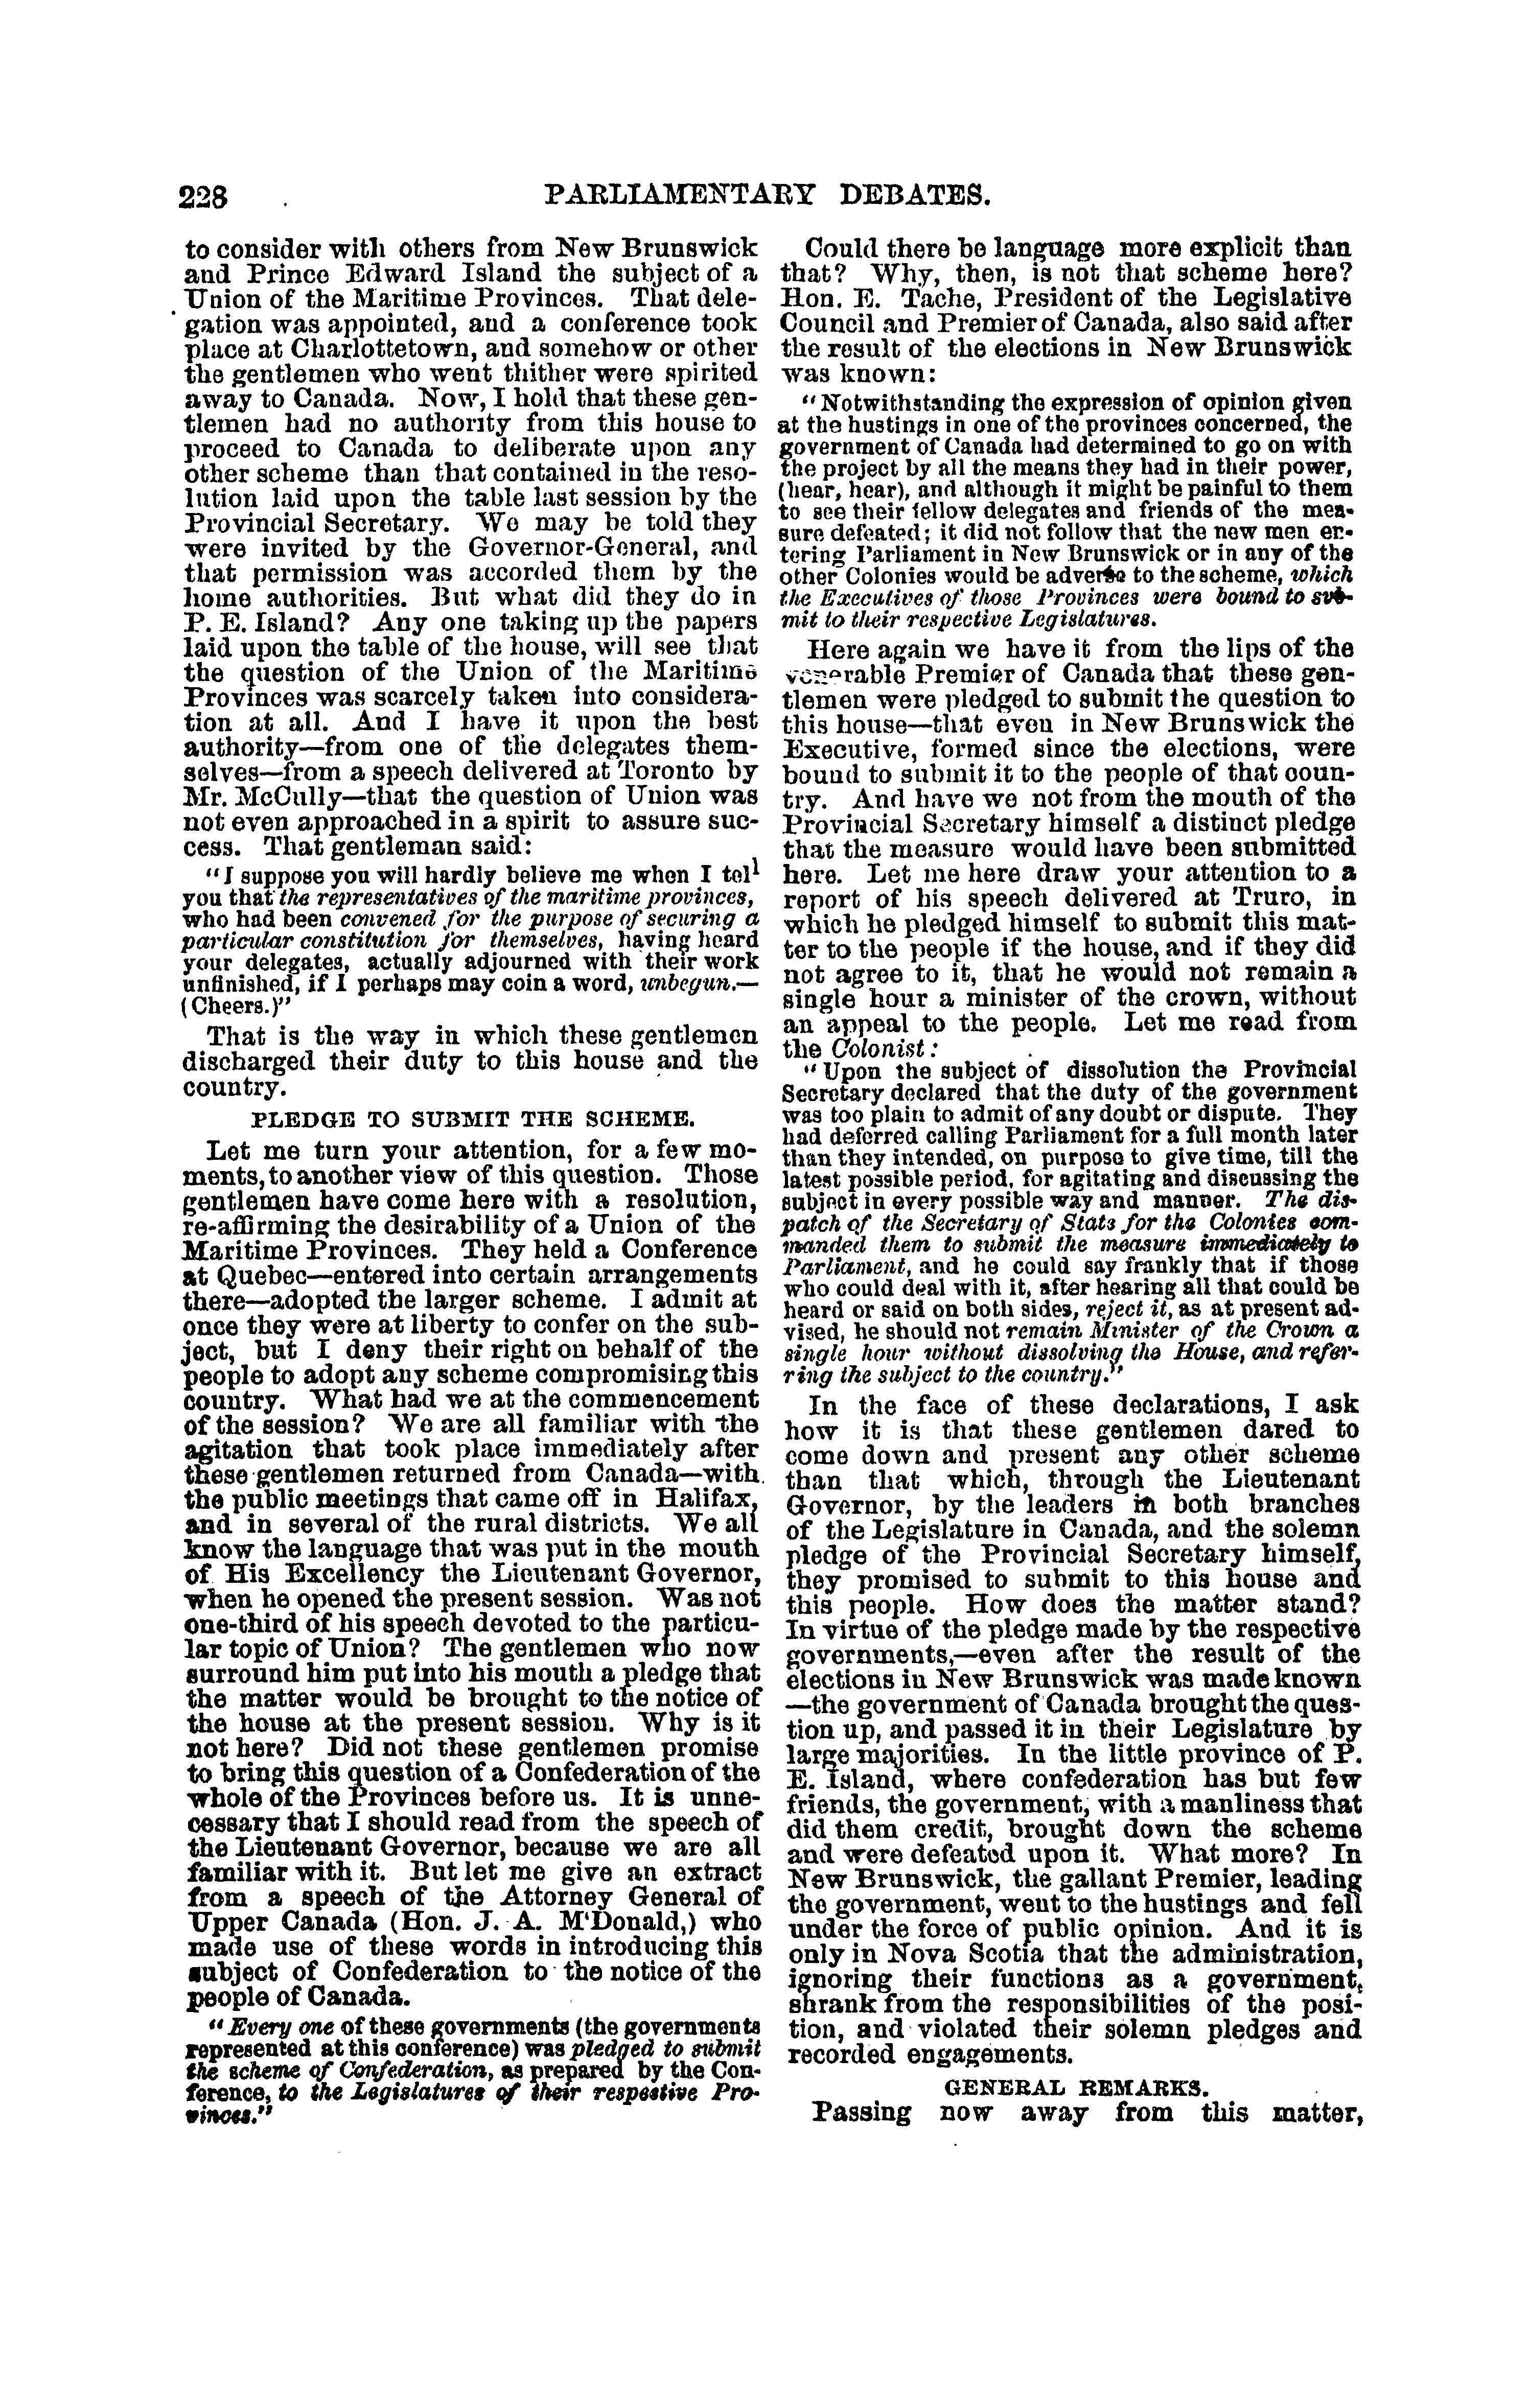 228
PARLIAMENTARY DEBATES.
to consider with others from New Brunswick
and Prince Edward Island the subject of a
Union of the Maritime Provinces. That dele-
gation was appointed, and a conference took
place at Charlottetown, and somehow or other
the gentlemen who went thither were spirited
away to Canada. Now, I hold that these gen-
tlemen had no authority from this house to
proceed to Canada to deliberate upon any
other scheme than that contained in the reso-
lution laid upon the table last session by the
Provincial Secretary. We may be told they
were invited by the Governor-General, and
that permission was accorded them by the
home authorities. But what did they do in
P. E. Island? Any one taking up the papers
laid upon the table of the house, will see that
the question of the Union of the Maritime
Provinces was scarcely taken into considera-
tion at all. And I have it upon the best
authority—from one of the delegates them-
selves—from a speech delivered at Toronto by
Mr. McCully—that the question of Union was
not even approached in a spirit to assure suc-
cess. That gentleman said:
"I suppose you will hardly believe me when I tell
you that the representatives of the maritime provinces,
who had been convened for the purpose of securing a
particular constitution for themselves, having heard
your delegates, actually adjourned with their work
unfinished, if I perhaps may coin a word, unbegun.—
(Cheers.)"
That is the way in which these gentlemen
discharged their duty to this house and the
country.
PLEDGE TO SUBMIT THE SCHEME.
Let me turn your attention, for a few mo-
ments, to another view of this question. Those
gentlemen have come here with a resolution,
re-affirming the desirability of a Union of the
Maritime Provinces. They held a Conference
at Quebec—entered into certain arrangements
there—adopted the larger scheme. I admit at
once they were at liberty to confer on the sub-
ject, but I deny their right on behalf of the
people to adopt any scheme compromising this
country. What had we at the commencement
of the session? We are all familiar with the
agitation that took place immediately after
these gentlemen returned from Canada—with
the public meetings that came off in Halifax,
and in several of the rural districts. We all
know the language that was put in the mouth
of His Excellency the Lieutenant Governor,
when he opened the present session. Was not
one-third of his speech devoted to the particu-
lar topic of Union? The gentlemen who now
surround him put into his mouth a pledge that
the matter would be brought to the notice of
the house at the present session. Why is it
not here? Did not these gentlemen promise
to bring this question of a Confederation of the
whole of the Provinces before us. It is unne-
cessary that I should read from the speech of
the Lieutenant Governor, because we are all
familiar with it. But let me give an extract
from a speech of the Attorney General of
Upper Canada (Hon. J. A. M'Donald,) who
made use of these words in introducing this
subject of Confederation to the notice of the
people of Canada.
"Every one of these governments (the governments
represented at this conference) was pledged to submit
the scheme of Confederation, as prepared by the Con-
ference, to the Legislatures of their respective Pro-
vinces."
Could there be language more explicit than
that? Why, then, is not that scheme here?
Hon. E. Tache, President of the Legislative
Council and Premier of Canada, also said after
the result of the elections in New Brunswick
was known:
"Notwithstanding the expression of opinion given
at the hustings in one of the provinces concerned, the
government of Canada had determined to go on with
the project by all the means they had in their power,
(hear, hear), and although it might be painful to them
to see their fellow delegates and friends of the mea-
sure defeated; it did not follow that the new men en-
tering Parliament in New Brunswick or in any of the
other Colonies would be adverse to the scheme, which
the Executives of those Provinces were bound to sub-
mit to their respective Legislatures.
Here again we have it from the lips of the
venerable Premier of Canada that these gen-
tlemen were pledged to submit the question to
this house—that even in New Brunswick the
Executive, formed since the elections, were
bound to submit it to the people of that coun-
try. And have we not from the mouth of the
Provincial Secretary himself a distinct pledge
that the measure would have been submitted
here. Let me here draw your attention to a
report of his speech delivered at Truro, in
which he pledged himself to submit this mat-
ter to the people if the house, and if they did
not agree to it, that he would not remain a
single hour a minister of the crown, without
an appeal to the people. Let me read from
the Colonist:
"Upon the subject of dissolution the Provincial
Secretary declared that the duty of the government
was too plain to admit of any doubt or dispute. They
had deferred calling Parliament for a full month later
than they intended, on purpose to give time, till the
latest possible period, for agitating and discussing the
subject in every possible way and manner. The dis-
patch of the Secretary of State for the Colonies com-
manded them to submit the measure immediately to
Parliament, and he could say frankly that if those
who could deal with it, after hearing all that could be
heard or said on both sides, reject it, as at present ad-
vised, he should not remain Minister of the Crown a
single hour without dissolving the House, and refer-
ring the subject to the country."
In the face of these declarations, I ask
how it is that these gentlemen dared to
come down and present any other scheme
than that which, through the Lieutenant
Governor, by the leaders in both branches
of the Legislature in Canada, and the solemn
pledge of the Provincial Secretary himself,
they promised to submit to this house and
this people. How does the matter stand?
In virtue of the pledge made by the respective
governments,—even after the result of the
elections in New Brunswick was made known
—the government of Canada brought the ques-
tion up, and passed it in their Legislature by
large majorities. In the little province of P.
E. Island, where confederation has but few
friends, the government, with a manliness that
did them credit, brought down the scheme
and were defeated upon it. What more? In
New Brunswick, the gallant Premier, leading
the government, went to the hustings and fell
under the force of public opinion. And it is
only in Nova Scotia that the administration,
ignoring their functions as a government,
shrank from the responsibilities of the posi-
tion, and violated their solemn pledges and
recorded engagements.
GENERAL REMARKS.
Passing now away from this matter,